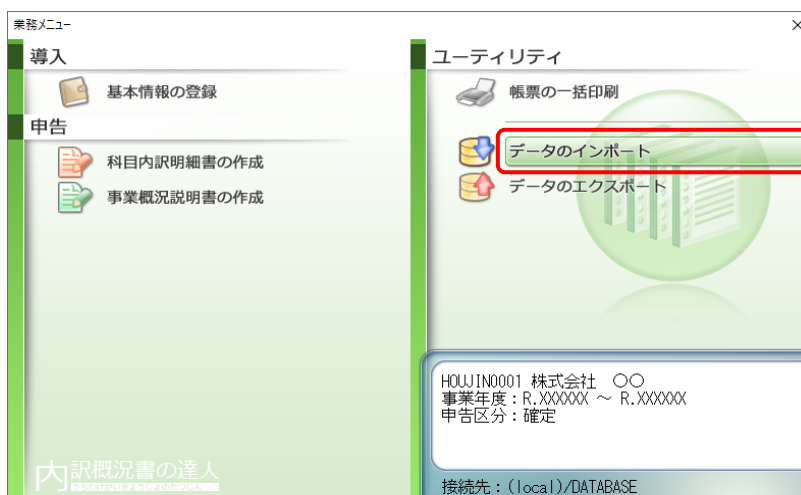 業務メニュー
導入
基本情報の登録
申告
科目内訳明細書の作成
事業概況説明書の作成
ユーティリティ
帳票の一括印刷
データのインポート
データのエクスポート
HOUJIN0001 株式会社 〇〇
事業年度：R.XXXXXX ～ R.XXXXXX
申告区分：確定
内訳概況書の達人
接続先：(local)/DATABASE